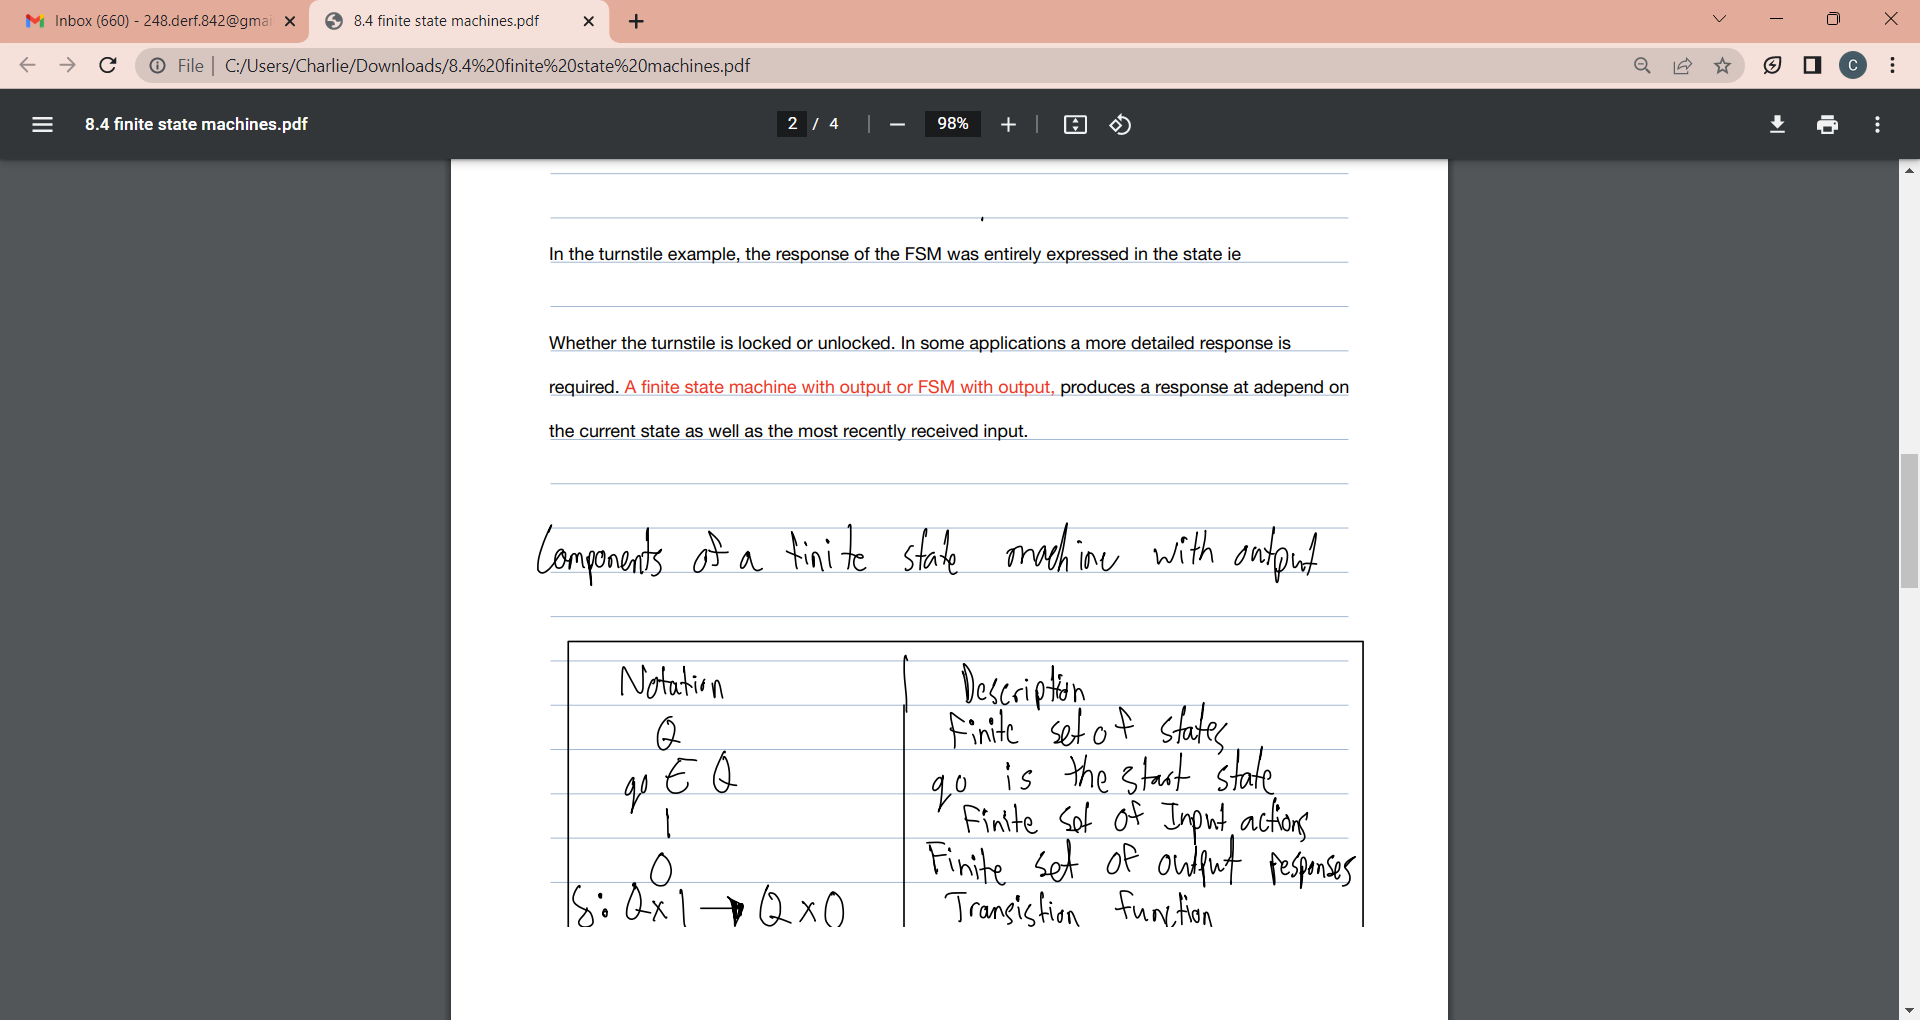 Inbox (660) - 248.derf.842@gmai
8.4 finite state machines.pdf
File | C:/Users/Charlie/Downloads/8.4%20finite%20state%20machines.pdf
C
8.4 finite state machines.pdf
2 / 4
98%
In the turnstile example, the response of the FSM was entirely expressed in the state ie
Whether the turnstile is locked or unlocked. In some applications a more detailed response is
required. A finite state machine with output or FSM with output, produces a response at adepend on
the current state as well as the most recently received input.
Components of a finite state machine with output
Notation Description
Q Finite set of states
q0 ∈ Q q0 is the start state
I Finite set of Input actions
O Finite set of output responses
δ: Q x I → Q x O Transistion function